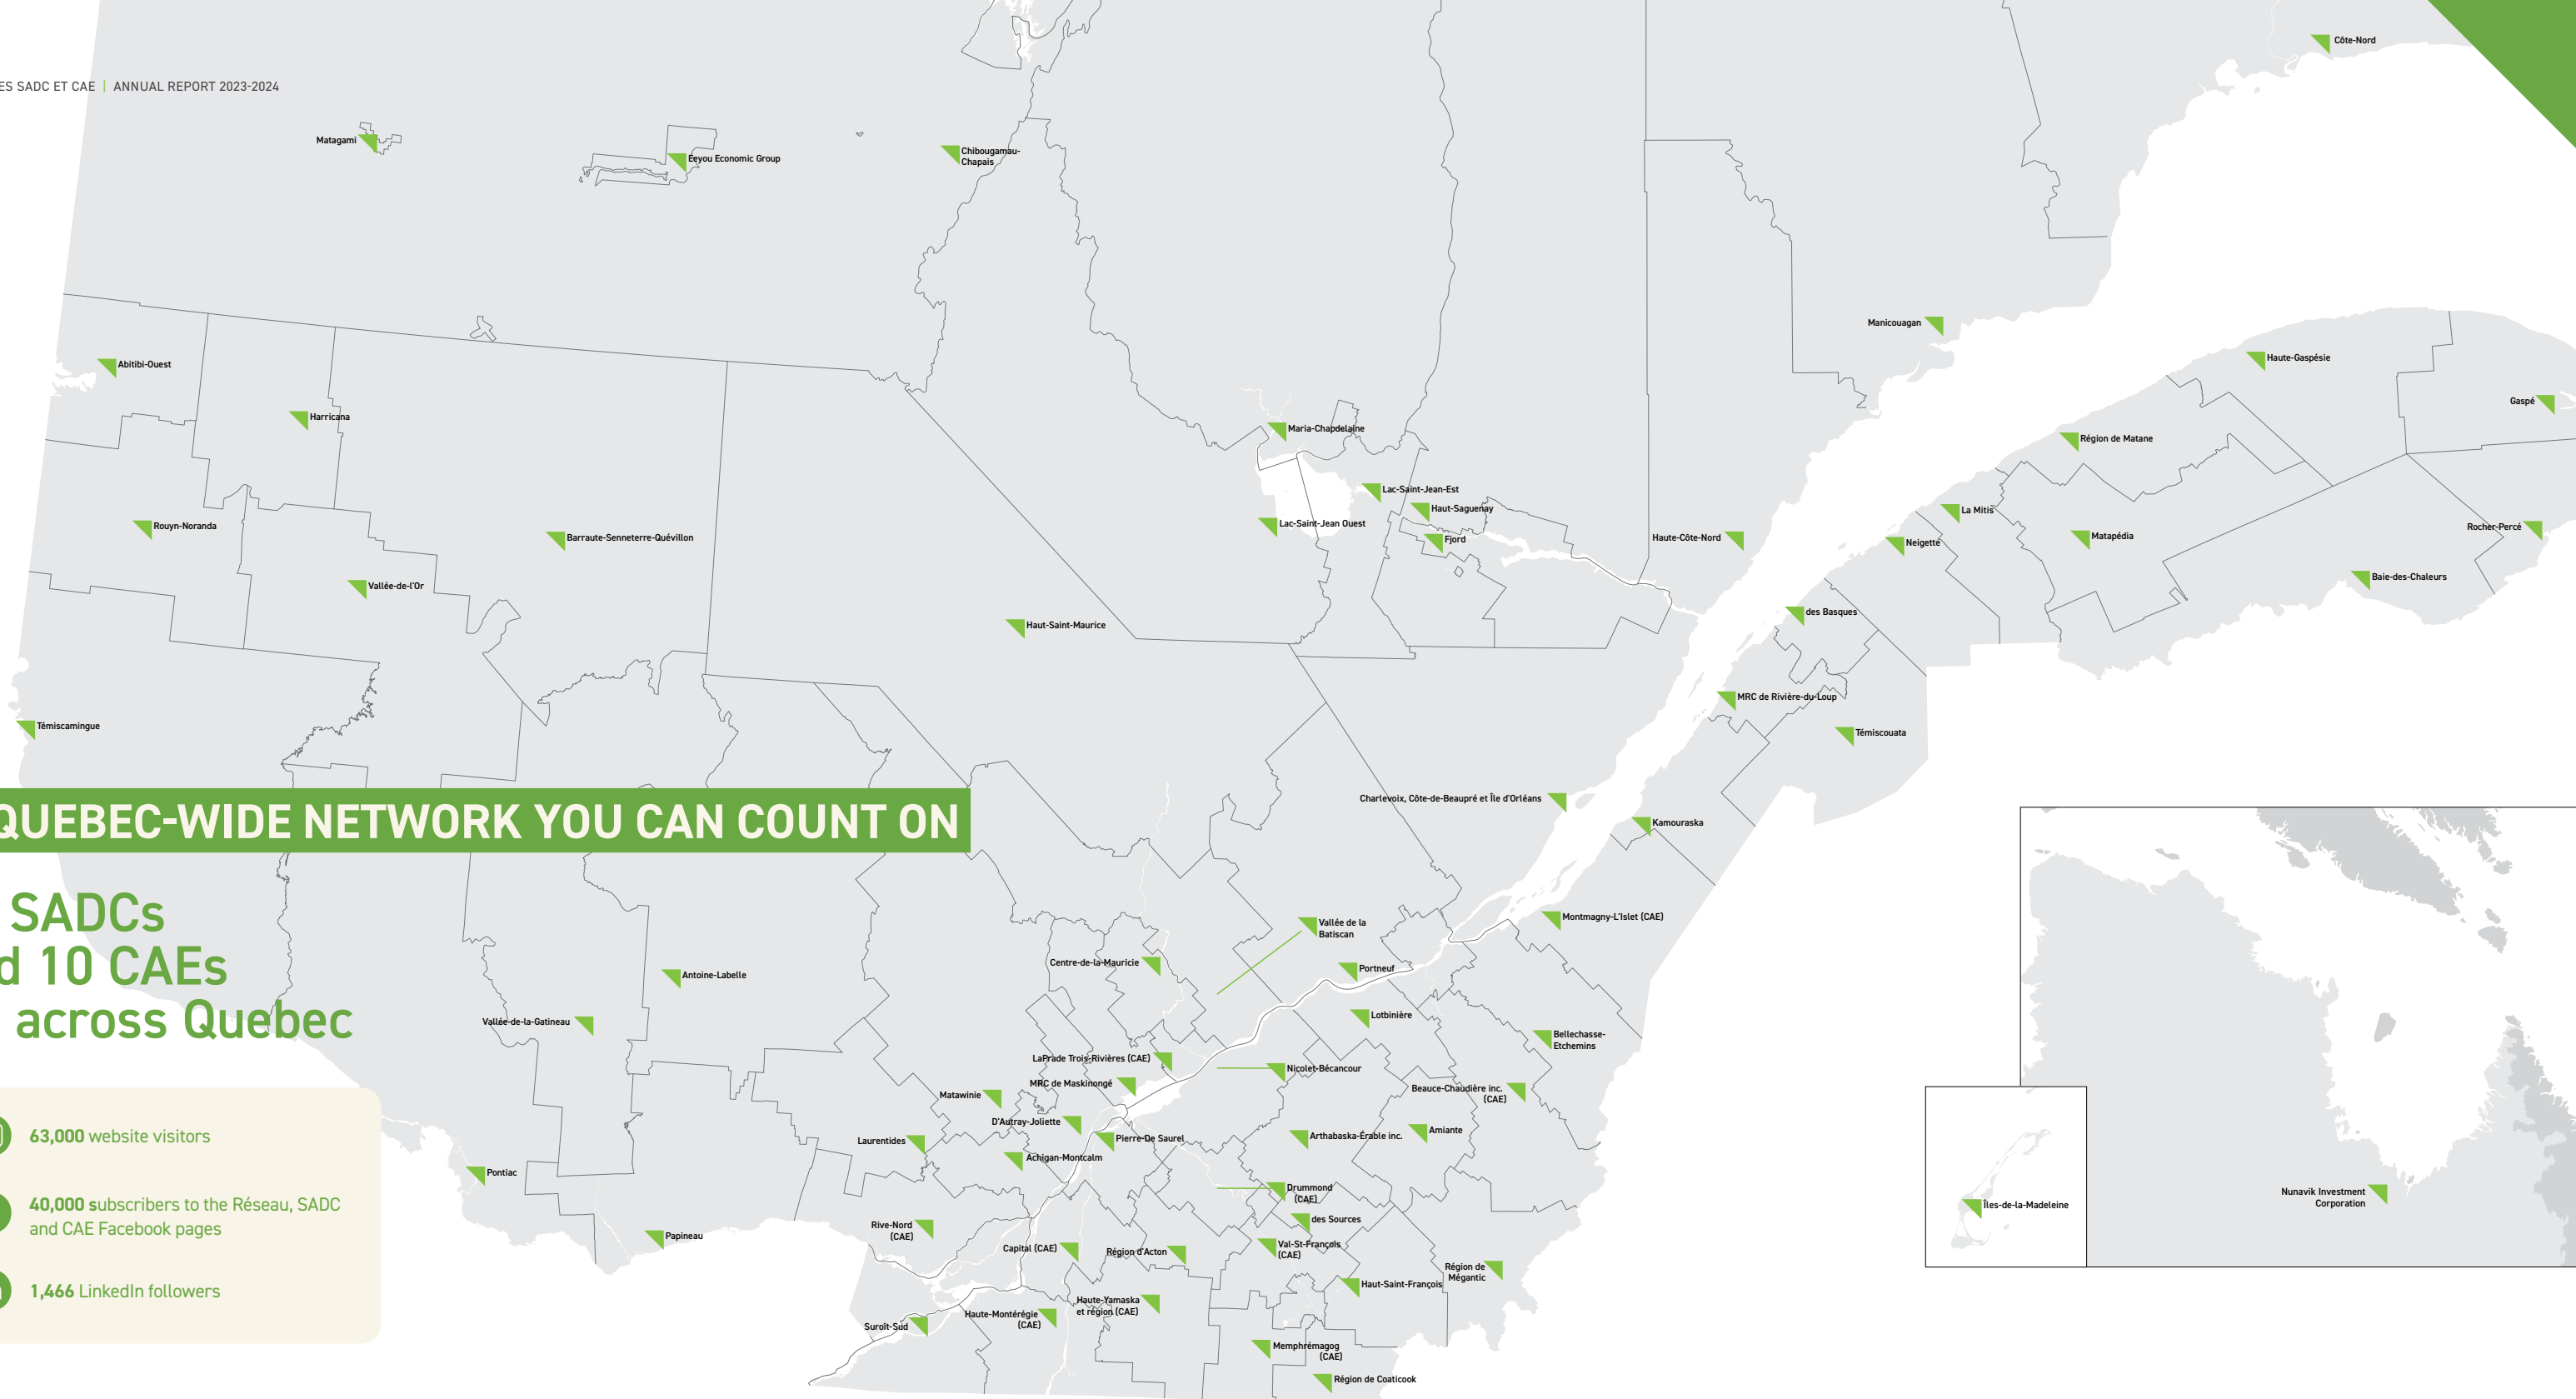 ES SADC ET CAE | ANNUAL REPORT 2023-2024
Côte-Nord
Matagami
Eeyou Economic Group
Chibougamau-
Chapais
Manicouagan
Haute-Gaspésie
Abitibi-Ouest
Gaspé
Harricana
Maria-Chapdelaine
Région de Matane
Lac-Saint-Jean-Est
Haut-Saguenay
La Mitis
Lac-Saint-Jean Ouest
Rouyn-Noranda
Rocher-Percé
Barraute-Senneterre-Quévillon
Fjord
Haute-Côte-Nord
Neigette
Matapédia
Baie-des-Chaleurs
Vallée-de-l'Or
des Basques
Haut-Saint-Maurice
MRC de Rivière-du-Loup
Témiscamingue
Témiscouata
Charlevoix, Côte-de-Beaupré et Île d'Orléans
QUEBEC-WIDE NETWORK YOU CAN COUNT ON
Kamouraska
SADCs
d 10 CAEs
across Quebec
Montmagny-L'Islet (CAE)
Vallée de la
Batiscan
Centre-de-la-Mauricie
Portneuf
Antoine-Labelle
Vallée-de-la-Gatineau
Lotbinière
Bellechasse-
Etchemins
LaPrade Trois-Rivières (CAE)
Nicolet-Bécancour
MRC de Maskinongé
Beauce-Chaudière inc.
(CAE)
Matawinie
D'Autray-Joliette
Amiante
63,000 website visitors
Arthabaska-Érable inc.
Pierre-De Saurel
Laurentides
Achigan-Montcalm
Pontiac
Drummond
(CAE)
Nunavik Investment
Corporation
40,000 subscribers to the Réseau, SADC
and CAE Facebook pages
Îles-de-la-Madeleine
des Sources
Rive-Nord
(CAE)
Papineau
Capital (CAE)
Région d'Acton
Val-St-François
(CAE)
Région de
Mégantic
Haut-Saint-François
1,466 LinkedIn followers
Haute-Yamaska
et région (CAE)
Haute-Montérégie
(CAE)
Suroît-Sud
Memphrémagog
(CAE)
Région de Coaticook